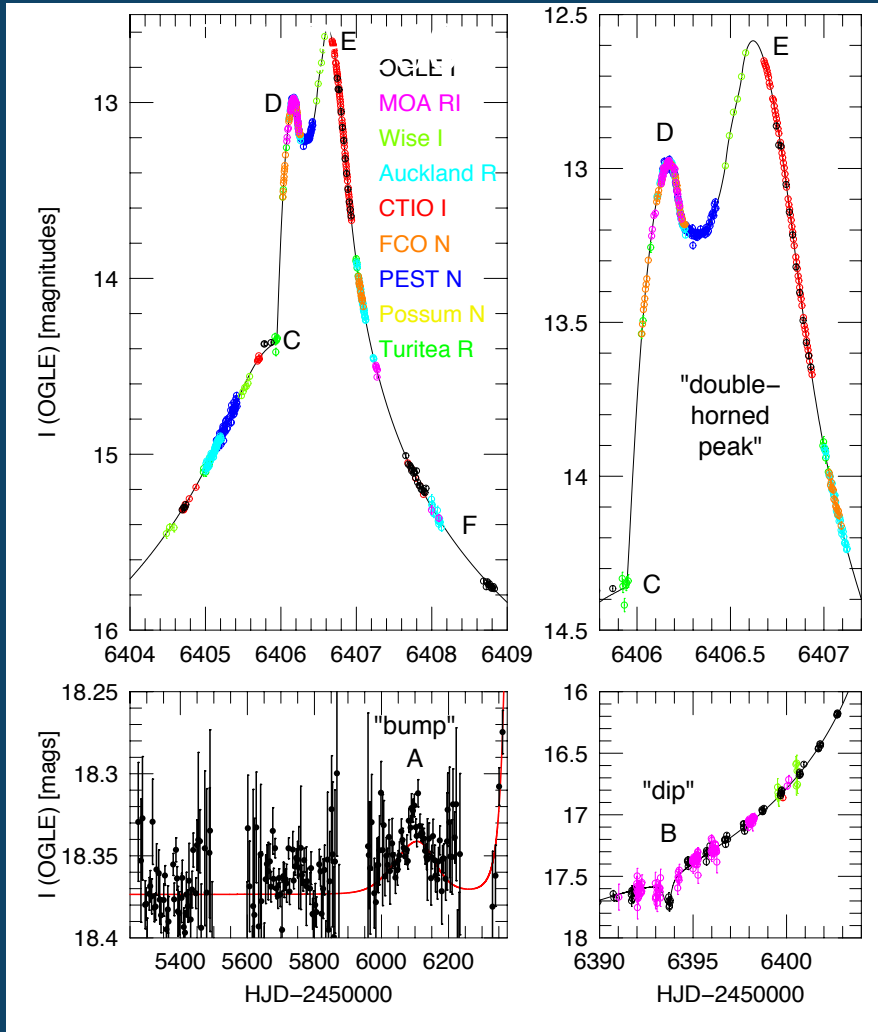 12.5
E
E
OGLE I
13
D
MOA RI
D
Wise I
13
Auckland R
CTIO I
FCO N
14
PEST N
13.5
C
Possum N
Turitea R
"double–
horned
peak"
15
14
F
C
16
14.5
6404 6405 6406 6407 6408 6409
6406 6406.5 6407
I (OGLE) [magnitudes]
18.25
16
"bump"
A
18.3
16.5
"dip"
17
B
18.35
17.5
18.4
18
5400 5600 5800 6000 6200
6390 6395 6400
I (OGLE) [mags]
HJD−2450000
HJD−2450000